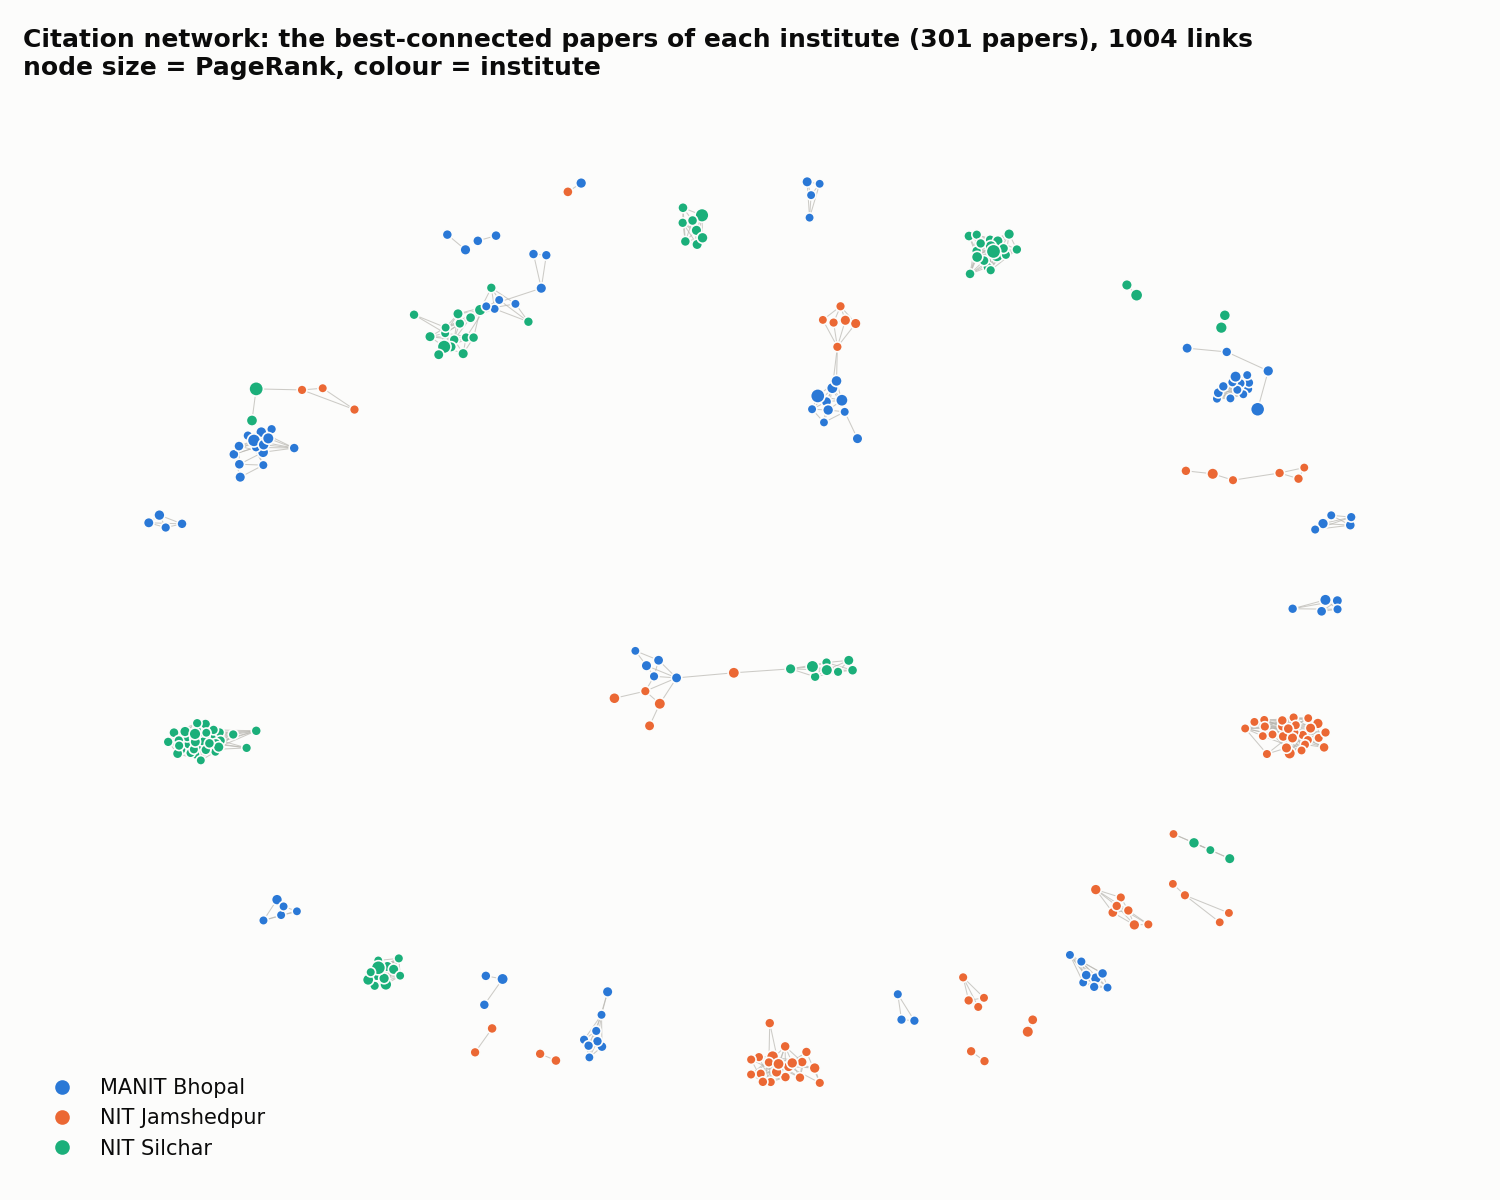 Citation network: the best-connected papers of each institute (301 papers), 1004 links
node size = PageRank, colour = institute
MANIT Bhopal
NIT Jamshedpur
NIT Silchar